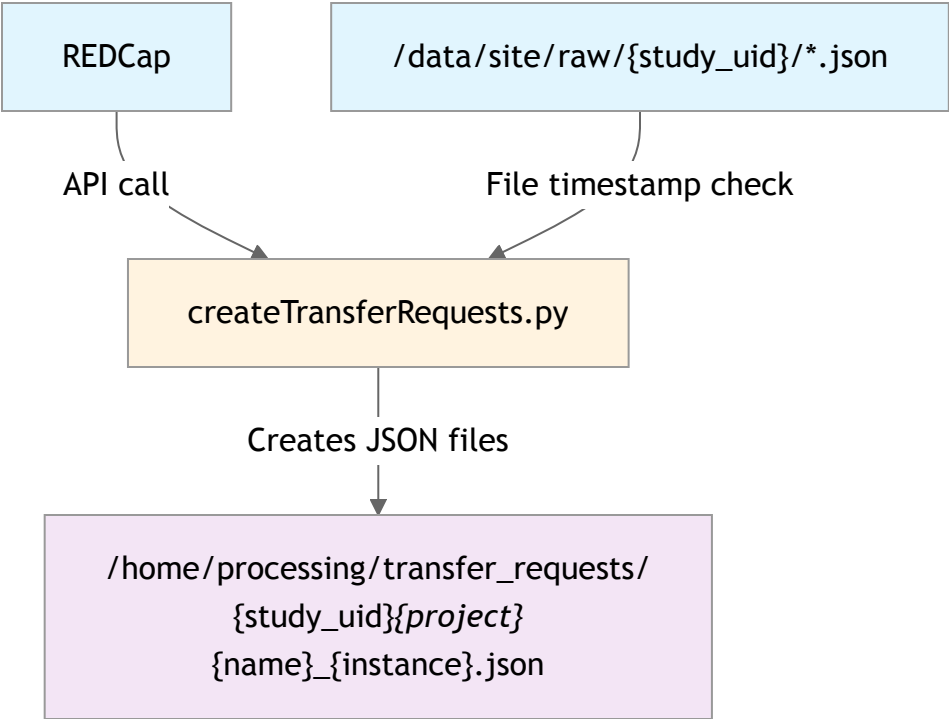 REDCap
/data/site/raw/{study_uid}/*.json
API call
File timestamp check
createTransferRequests.py
Creates JSON files
/home/processing/transfer_requests/
{study_uid}{project}
{name}_{instance}.json